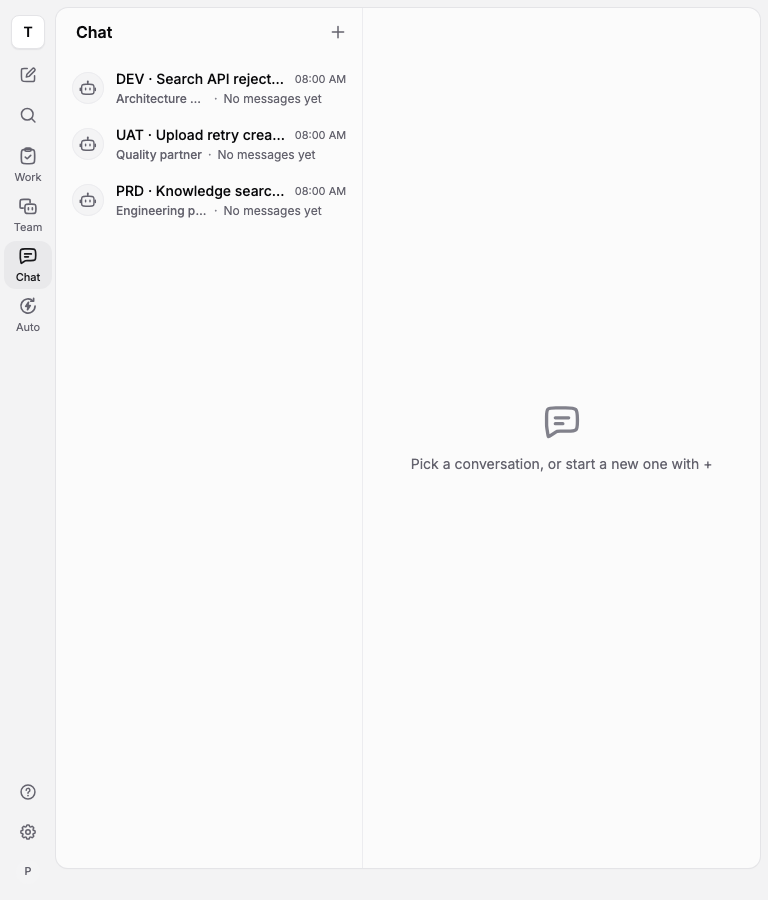 T
Work
Team
Chat
Auto
P
Chat
DEV · Search API reject... 08:00 AM
Architecture ... · No messages yet
UAT · Upload retry crea... 08:00 AM
Quality partner · No messages yet
PRD · Knowledge searc... 08:00 AM
Engineering p... · No messages yet
Pick a conversation, or start a new one with +